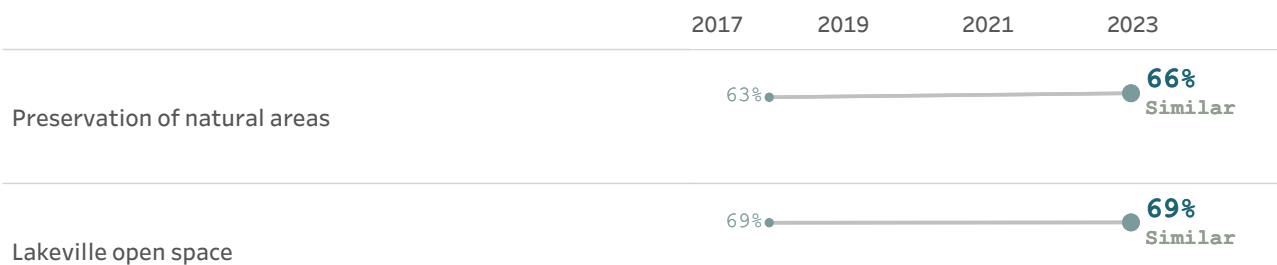 2017 2019 2021 2023
63% 66%
Similar
Preservation of natural areas
69% 69%
Similar
Lakeville open space